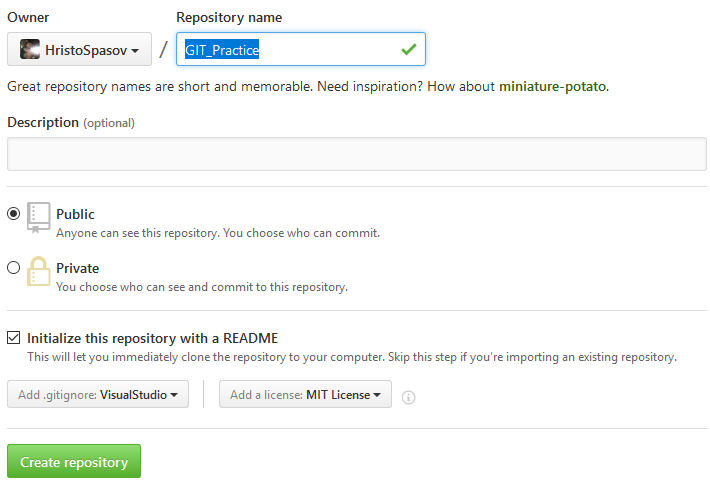 Owner
Repository name
HristoSpasov
/
GIT_Practice
Great repository names are short and memorable. Need inspiration? How about miniature-potato.
Description (optional)
Public
Anyone can see this repository. You choose who can commit.
Private
You choose who can see and commit to this repository.
Initialize this repository with a README
This will let you immediately clone the repository to your computer. Skip this step if you’re importing an existing repository.
Add .gitignore: VisualStudio
Add a license: MIT License
Create repository